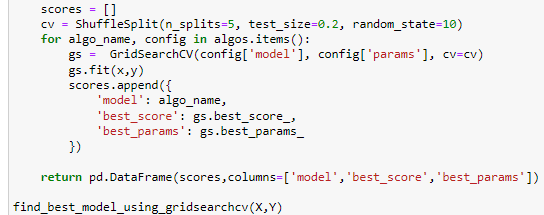 scores = []
cv = ShuffleSplit(n_splits=5, test_size=0.2, random_state=10)
for algo_name, config in algos.items():
gs =  GridSearchCV(config['model'], config['params'], cv=cv)
gs.fit(x,y)
scores.append({
'model': algo_name,
'best_score': gs.best_score_,
'best_params': gs.best_params_
})
return pd.DataFrame(scores,columns=['model','best_score','best_params'])
find_best_model_using_gridsearchcv(X,Y)